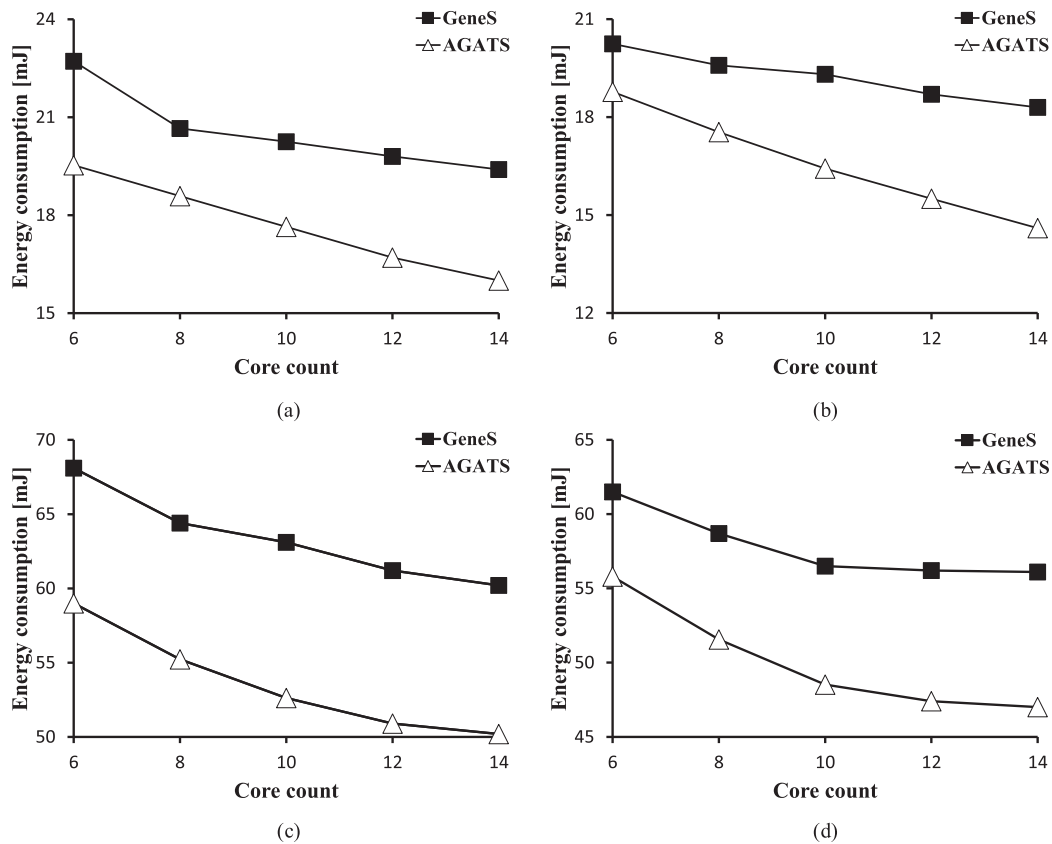 24
21
18
15
Energy consumption [mJ]
GeneS
AGATS
6 8 10 12 14
Core count
(a)
21
18
15
12
Energy consumption [mJ]
GeneS
AGATS
6 8 10 12 14
Core count
(b)
70
65
60
55
50
Energy consumption [mJ]
GeneS
AGATS
6 8 10 12 14
Core count
(c)
65
60
55
50
45
Energy consumption [mJ]
GeneS
AGATS
6 8 10 12 14
Core count
(d)